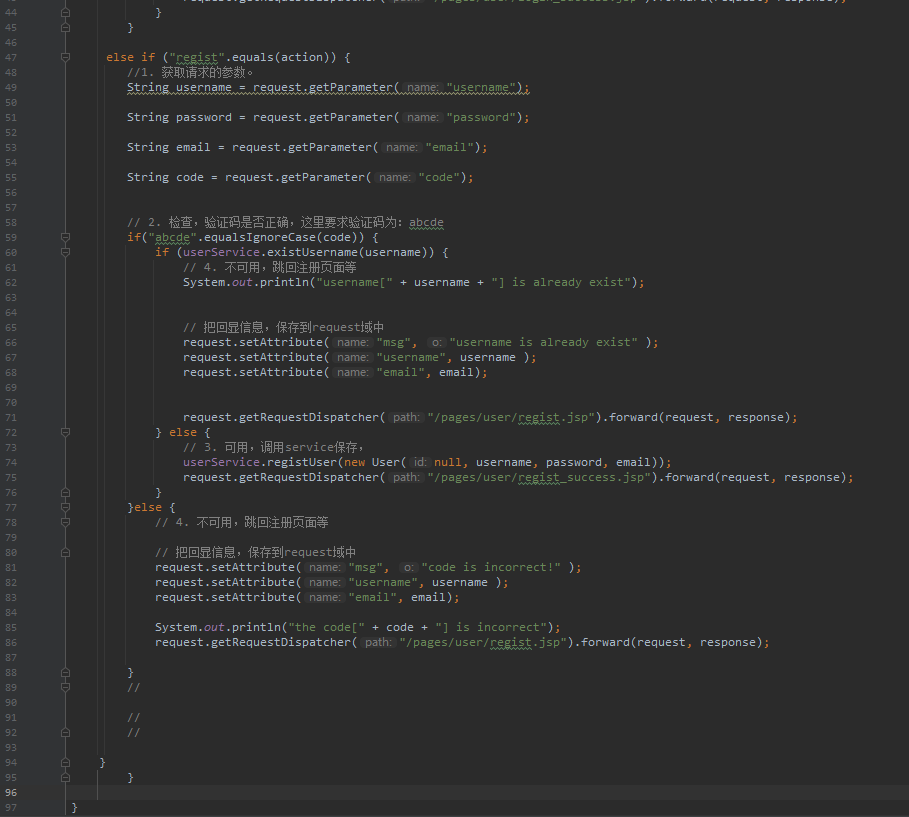 44 }
45 }
46
47 else if ("regist".equals(action)) {
48 //1. 获取请求的参数。
49 String username = request.getParameter( name: "username");
50
51 String password = request.getParameter( name: "password");
52
53 String email = request.getParameter( name: "email");
54
55 String code = request.getParameter( name: "code");
56
57
58 // 2. 检查，验证码是否正确，这里要求验证码为：abcde
59 if("abcde".equalsIgnoreCase(code)) {
60 if (userService.existUsername(username)) {
61 // 4. 不可用，跳回注册页面等
62 System.out.println("username[" + username + "] is already exist");
63
64
65 // 把回显信息，保存到request域中
66 request.setAttribute( name: "msg", o: "username is already exist" );
67 request.setAttribute( name: "username", username );
68 request.setAttribute( name: "email", email);
69
70
71 request.getRequestDispatcher( path: "/pages/user/regist.jsp").forward(request, response);
72 } else {
73 // 3. 可用，调用service保存，
74 userService.registUser(new User( id: null, username, password, email));
75 request.getRequestDispatcher( path: "/pages/user/regist_success.jsp").forward(request, response);
76 }
77 }else {
78 // 4. 不可用，跳回注册页面等
79
80 // 把回显信息，保存到request域中
81 request.setAttribute( name: "msg", o: "code is incorrect!" );
82 request.setAttribute( name: "username", username );
83 request.setAttribute( name: "email", email);
84
85 System.out.println("the code[" + code + "] is incorrect");
86 request.getRequestDispatcher( path: "/pages/user/regist.jsp").forward(request, response);
87
88 }
89 //
90
91 //
92 //
93
94 }
95 }
96
97 }